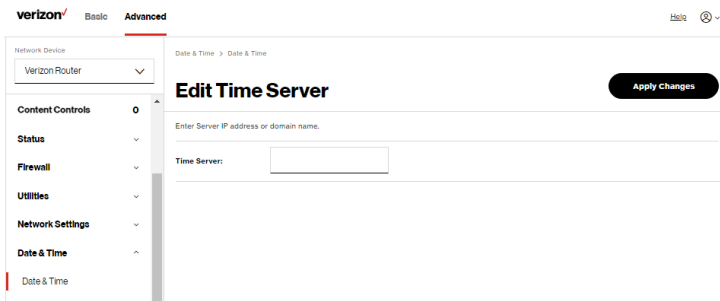 verizon Basic Advanced Help
Network Device
Verizon Router
Content Controls 0
Status
Firewall
Utilities
Network Settings
Date & Time
Date & Time
Date & Time > Date & Time
Edit Time Server Apply Changes
Enter Server IP address or domain name.
Time Server: